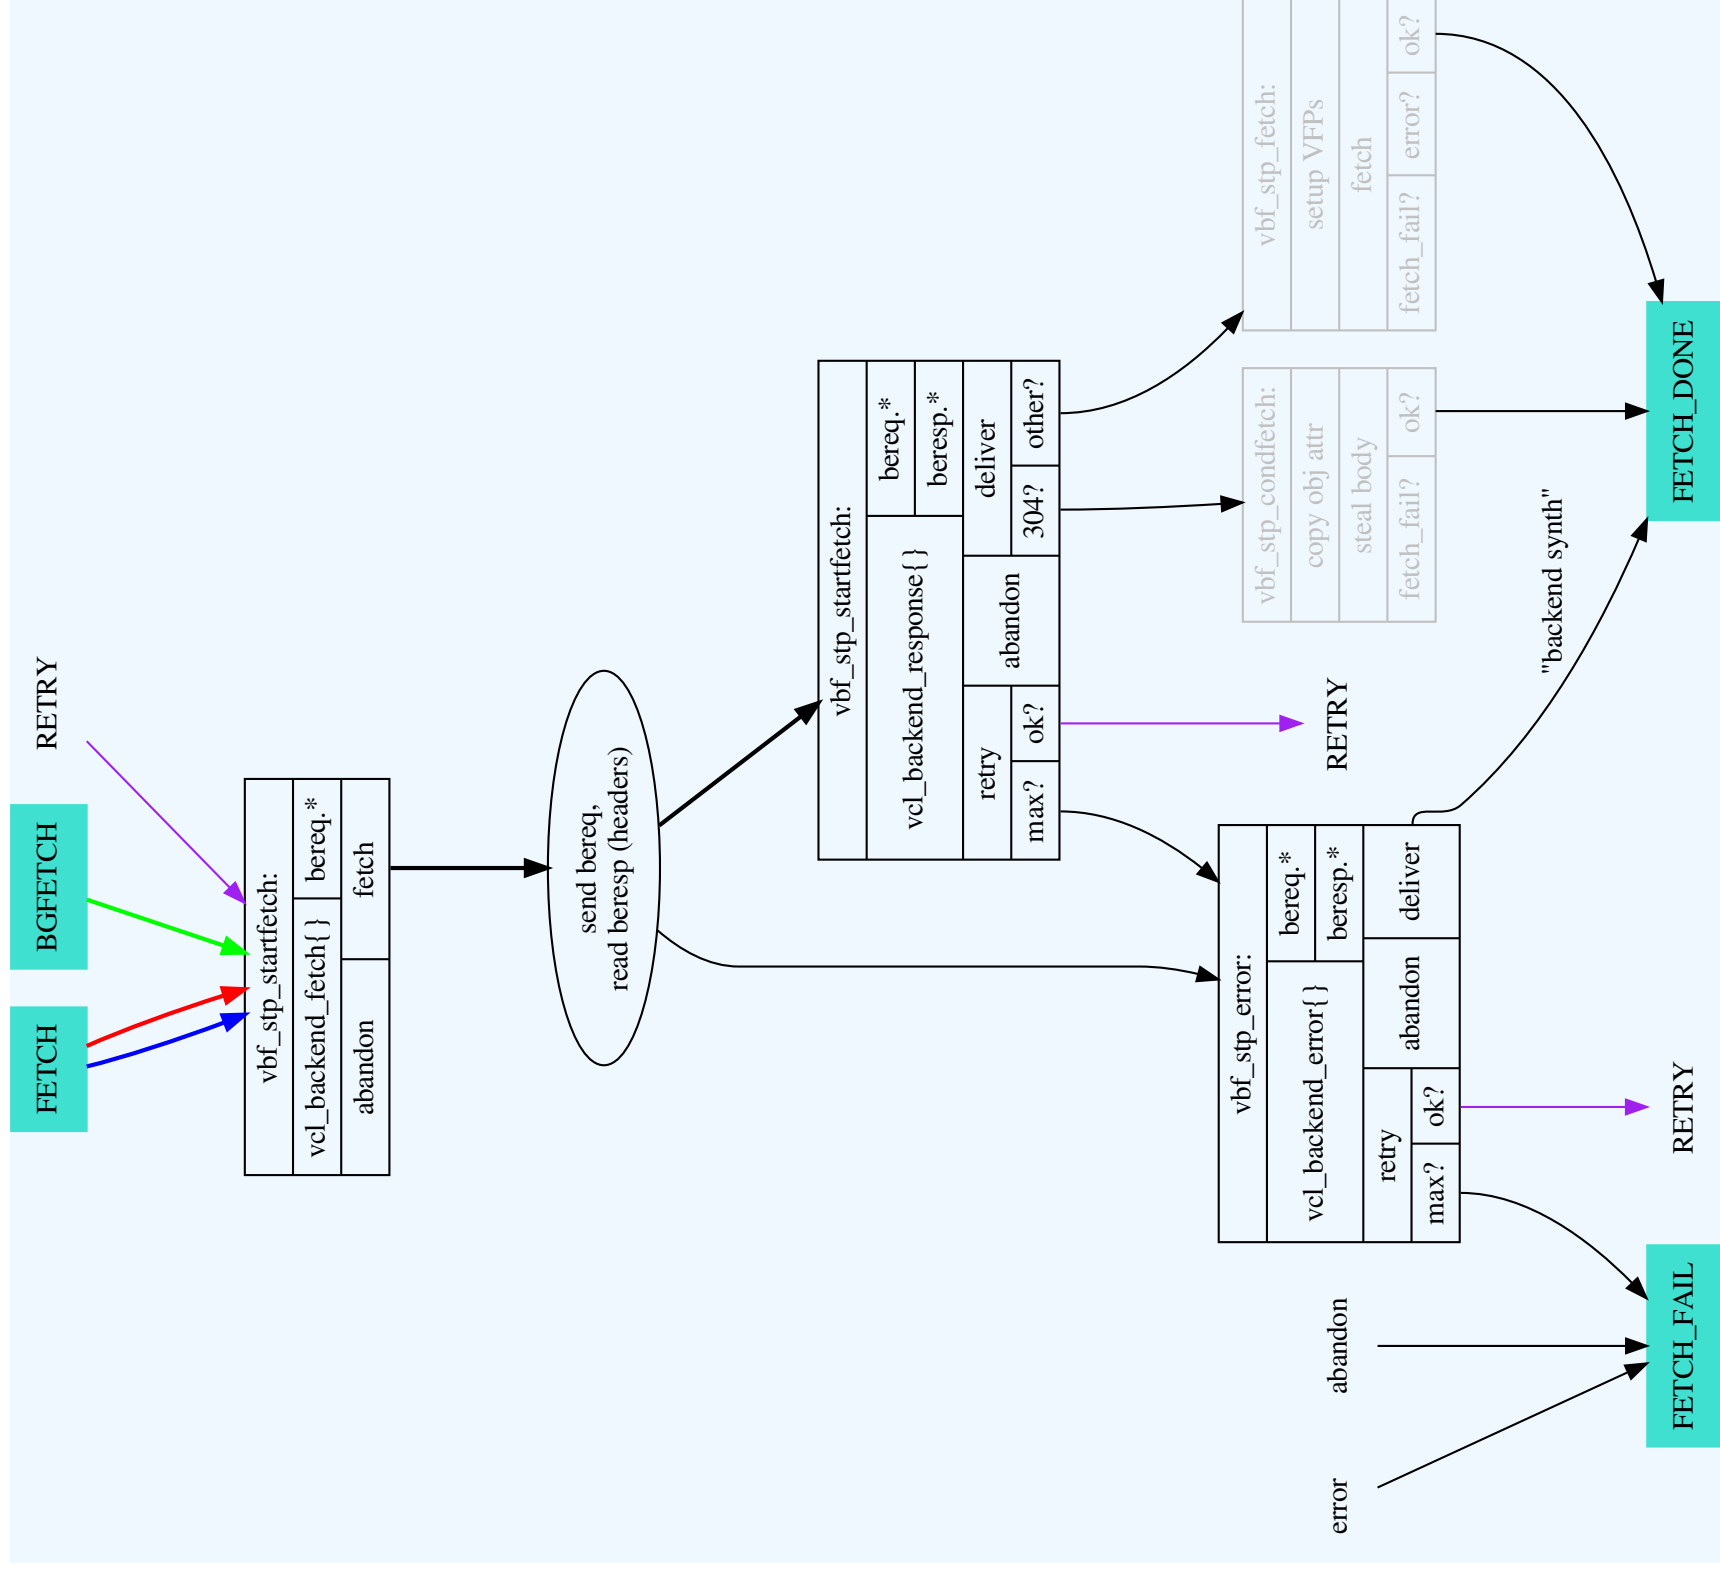 RETRY
BGFETCH
FETCH
vbf_stp_startfetch:
vcl_backend_fetch{}
bereq.*
abandon
fetch
send bereq,
read beresp (headers)
vbf_stp_startfetch:
vcl_backend_response{}
bereq.*
beresp.*
retry
max?
ok?
abandon
deliver
304?
other?
vbf_stp_error:
vcl_backend_error{}
bereq.*
beresp.*
retry
max?
ok?
abandon
deliver
vbf_stp_condfetch:
copy obj attr
steal body
fetch_fail?
ok?
vbf_stp_fetch:
setup VFPs
fetch
fetch_fail?
error?
ok?
RETRY
error
abandon
"backend synth"
FETCH_FAIL
RETRY
FETCH_DONE